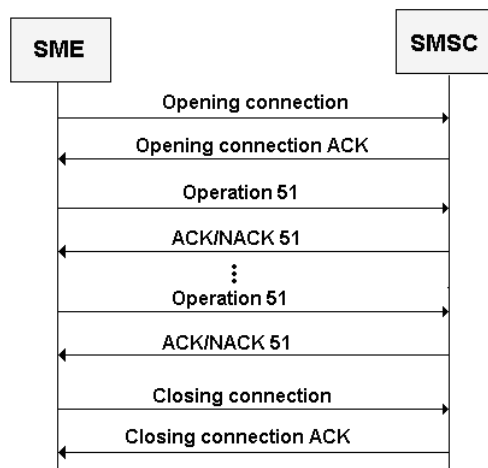 SME
SMSC
Opening connection
Opening connection ACK
Operation 51
ACK/NACK 51
Operation 51
ACK/NACK 51
Closing connection
Closing connection ACK